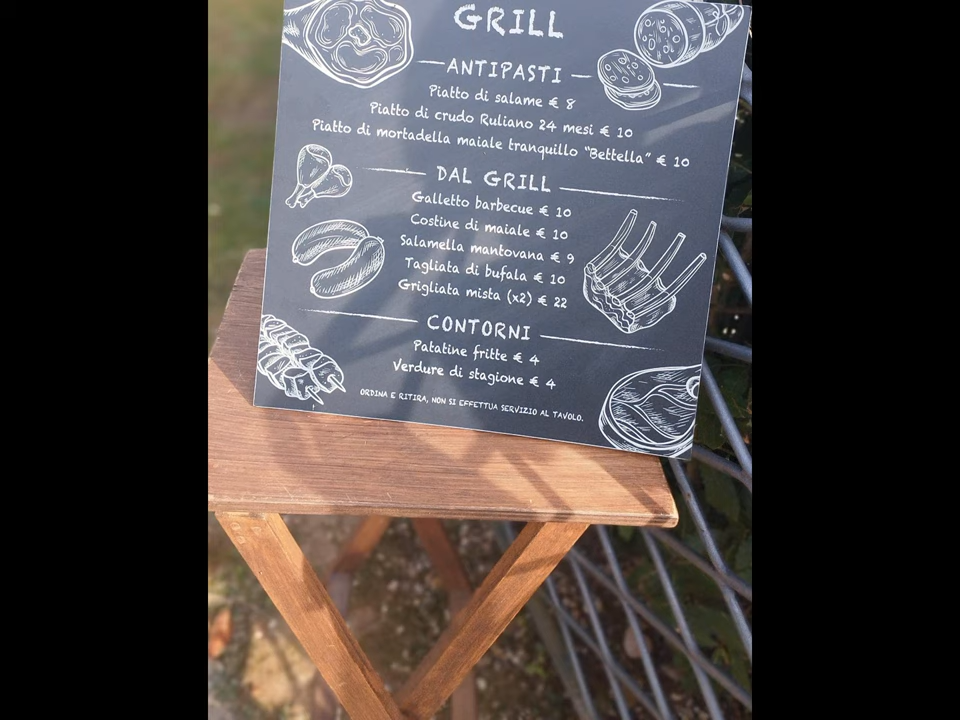 GRILL
ANTIPASTI
Piatto di salame € 8
Piatto di crudo Ruliano 24 mesi € 10
Piatto di mortadella maiale tranquillo "Bettella" € 10
DAL GRILL
Galletto barbecue € 10
Costine di maiale € 10
Salamella mantovana € 9
Tagliata di bufala € 10
Grigliata mista (x2) € 22
CONTORNI
Patatine fritte € 4
Verdure di stagione € 4
ORDINA E RITIRA, NON SI EFFETTUA SERVIZIO AL TAVOLO.